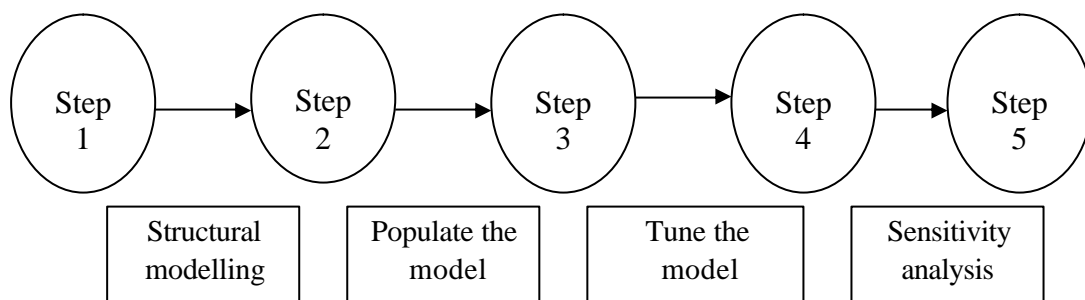 Step
1
Step
2
Step
3
Step
4
Step
5
Structural
modelling
Populate the
model
Tune the
model
Sensitivity
analysis